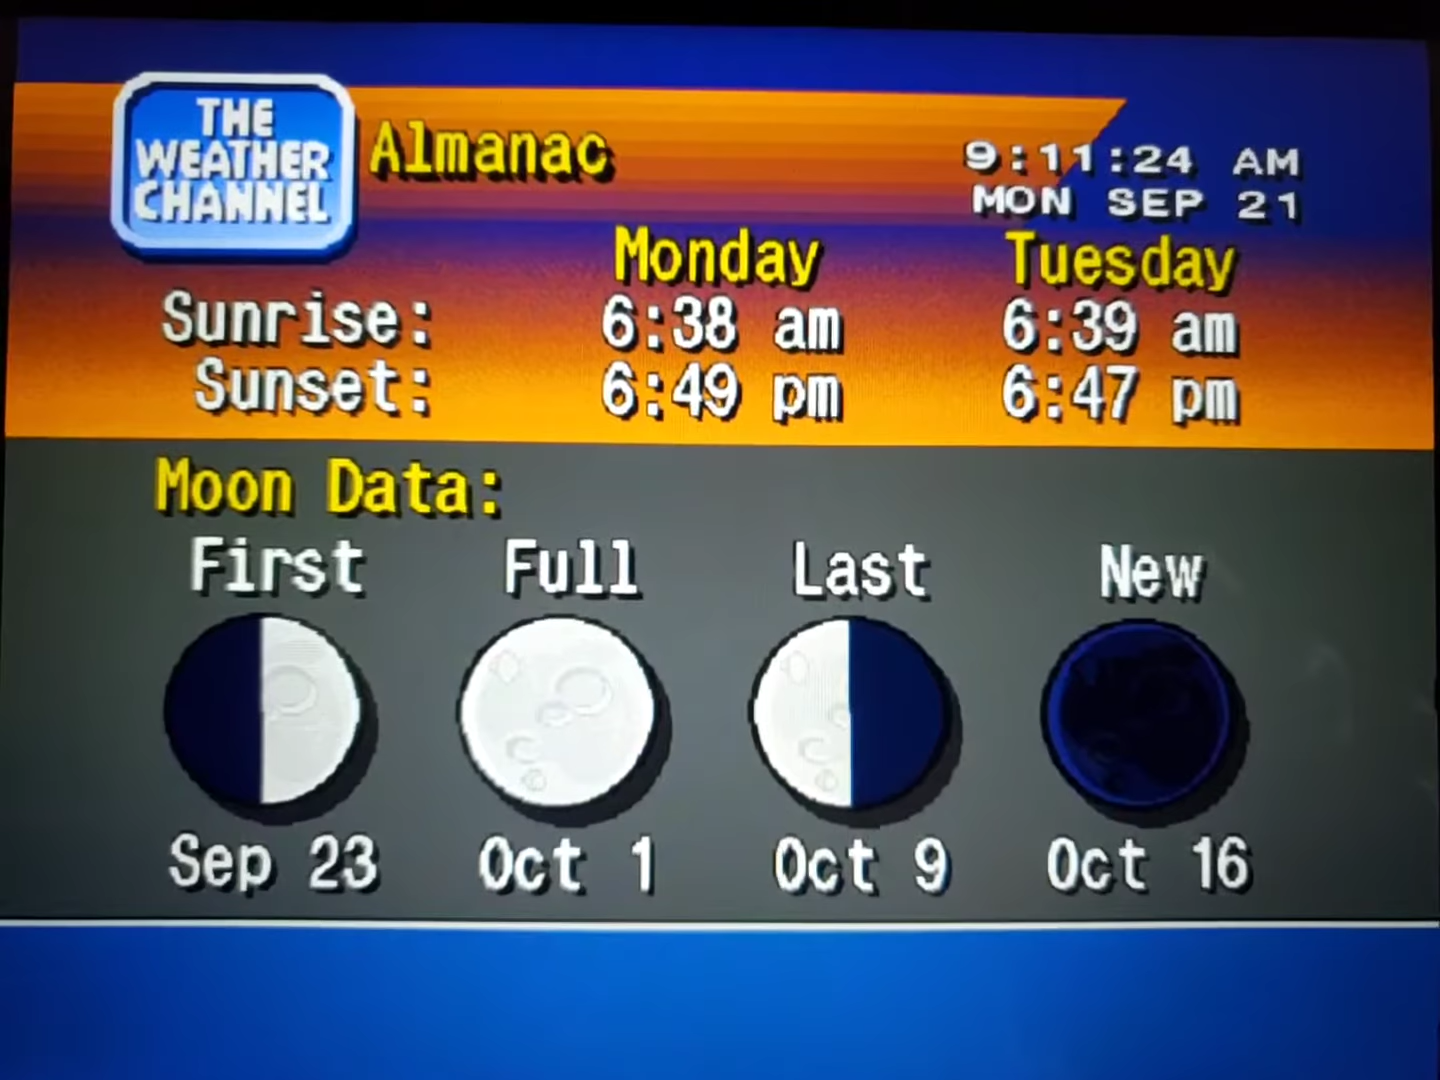 THE
WEATHER
CHANNEL
Almanac
9:11:24 AM
MON SEP 21
Monday Tuesday
Sunrise: 6:38 am 6:39 am
Sunset: 6:49 pm 6:47 pm
Moon Data:
First Full Last New
Sep 23 Oct 1 Oct 9 Oct 16